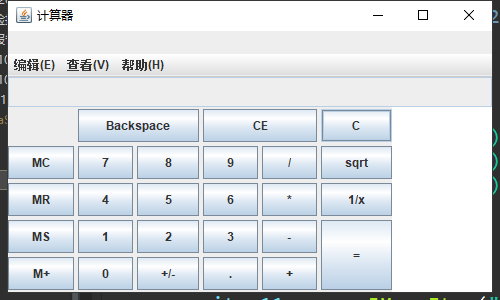 计算器
编辑(E) 查看(V) 帮助(H)
Backspace CE C
MC 7 8 9 / sqrt
MR 4 5 6 * 1/x
MS 1 2 3 -
M+ 0 +/- . + =